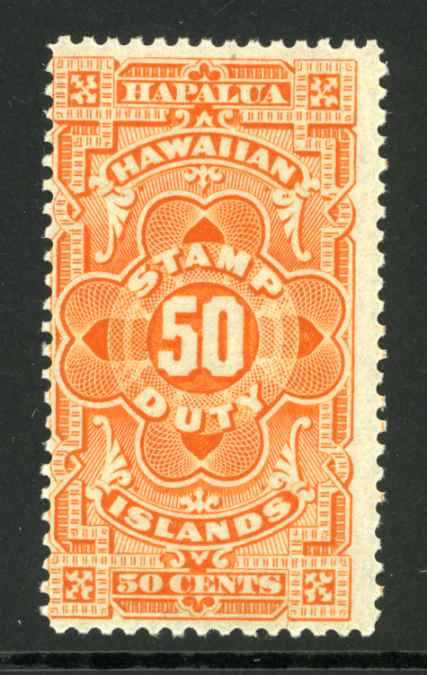 HAPALUA
HAWAIIAN
STAMP
50
DUTY
ISLANDS
50 CENTS